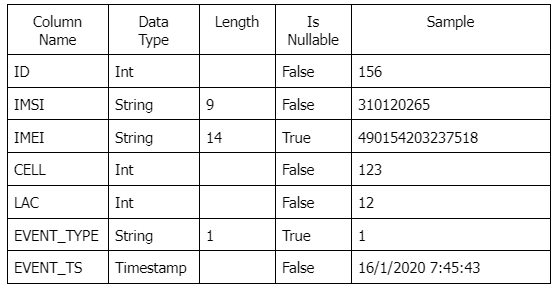 Column Name Data Type Length Is Nullable Sample
ID Int False 156
IMSI String 9 False 310120265
IMEI String 14 True 490154203237518
CELL Int False 123
LAC Int False 12
EVENT_TYPE String 1 True 1
EVENT_TS Timestamp False 16/1/2020 7:45:43